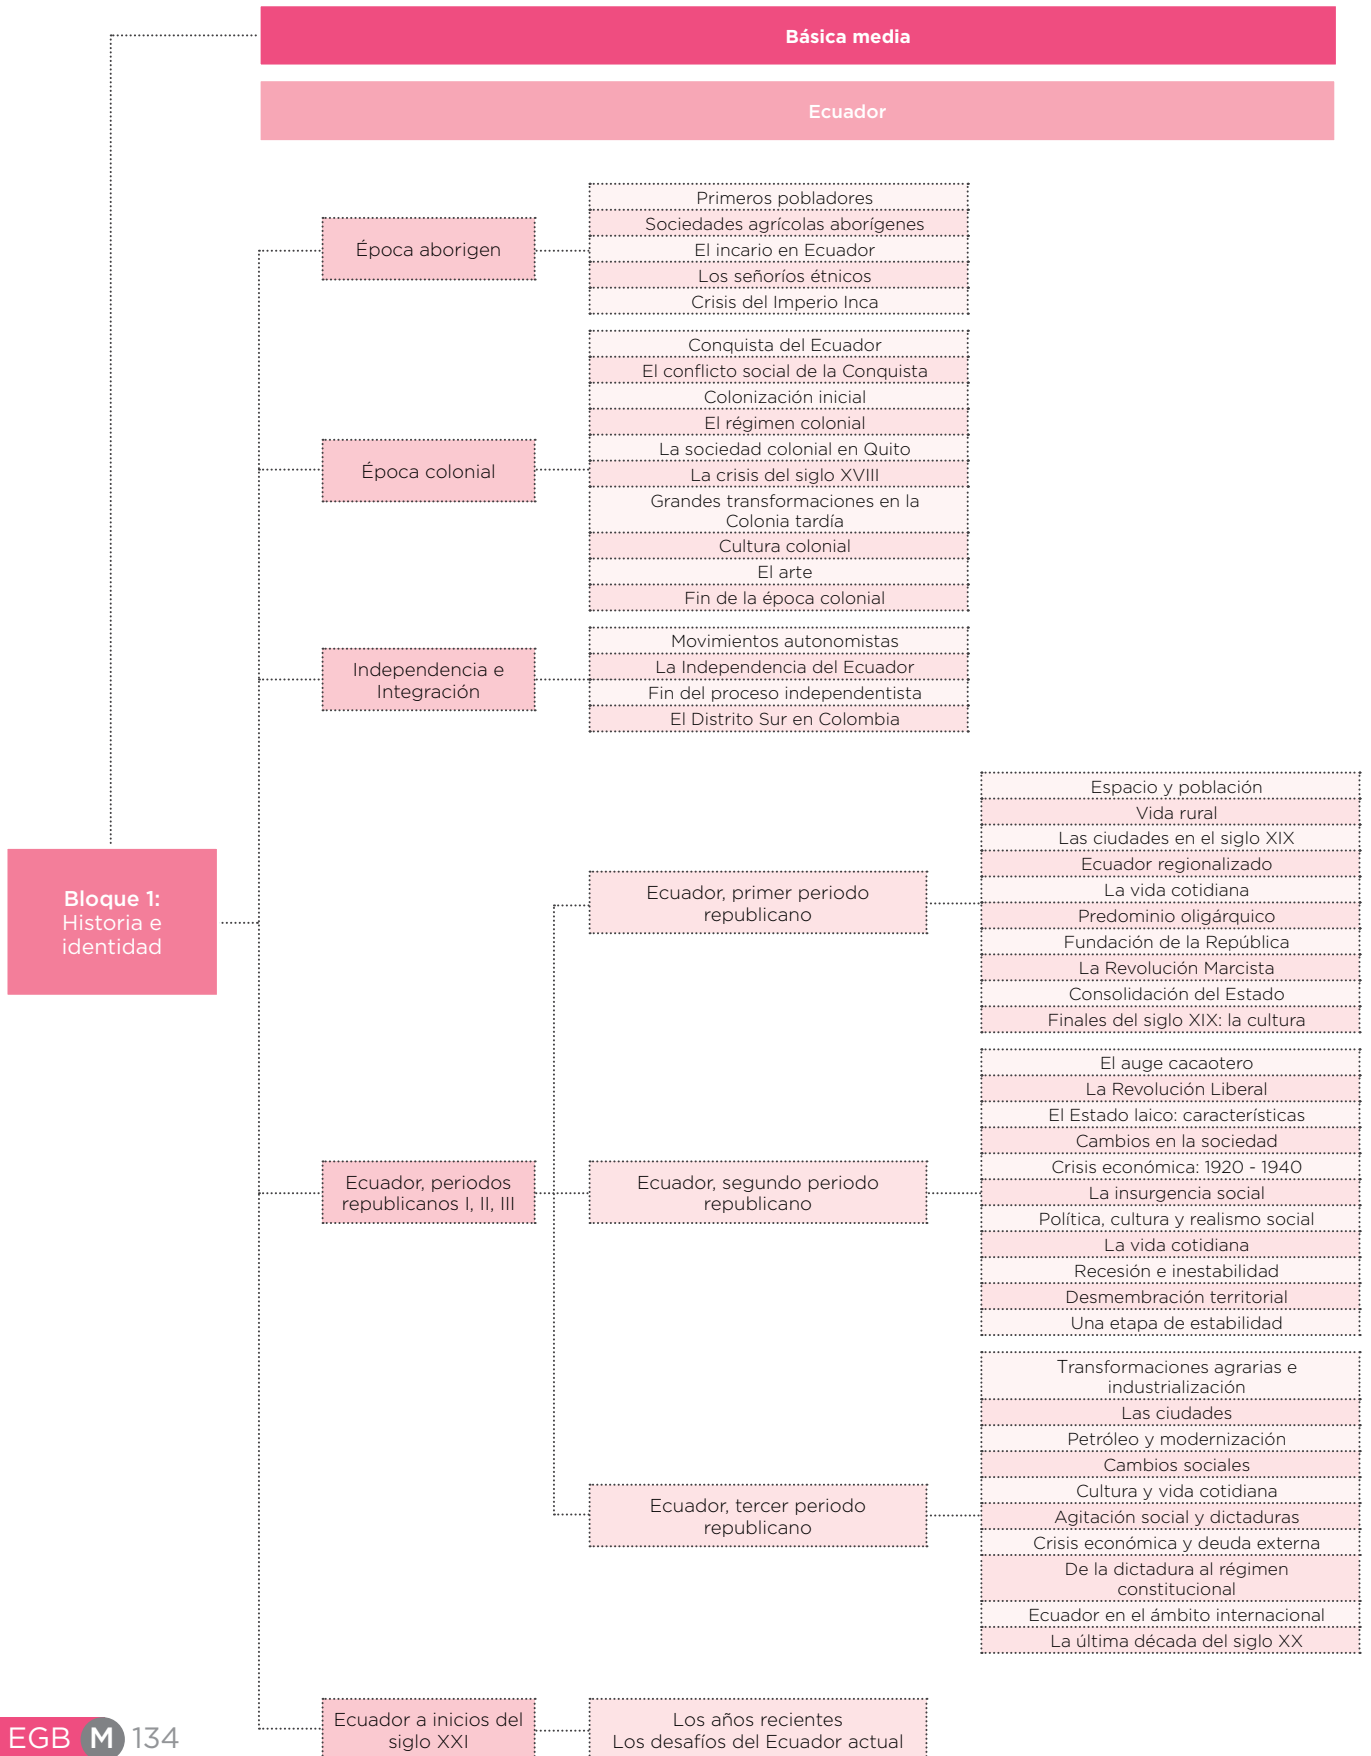 Básica media
Ecuador
Época aborigen
Primeros pobladores
Sociedades agrícolas aborígenes
El incario en Ecuador
Los señoríos étnicos
Crisis del Imperio Inca
Época colonial
Conquista del Ecuador
El conflicto social de la Conquista
Colonización inicial
El régimen colonial
La sociedad colonial en Quito
La crisis del siglo XVIII
Grandes transformaciones en la
Colonia tardía
Cultura colonial
El arte
Fin de la época colonial
Independencia e
Integración
Movimientos autonomistas
La Independencia del Ecuador
Fin del proceso independentista
El Distrito Sur en Colombia
Bloque 1:
Historia e
identidad
Ecuador, periodos
republicanos I, II, III
Ecuador, primer periodo
republicano
Espacio y población
Vida rural
Las ciudades en el siglo XIX
Ecuador regionalizado
La vida cotidiana
Predominio oligárquico
Fundación de la República
La Revolución Marcista
Consolidación del Estado
Finales del siglo XIX: la cultura
Ecuador, segundo periodo
republicano
El auge cacaotero
La Revolución Liberal
El Estado laico: características
Cambios en la sociedad
Crisis económica: 1920 - 1940
La insurgencia social
Política, cultura y realismo social
La vida cotidiana
Recesión e inestabilidad
Desmembración territorial
Una etapa de estabilidad
Ecuador, tercer periodo
republicano
Transformaciones agrarias e
industrialización
Las ciudades
Petróleo y modernización
Cambios sociales
Cultura y vida cotidiana
Agitación social y dictaduras
Crisis económica y deuda externa
De la dictadura al régimen
constitucional
Ecuador en el ámbito internacional
La última década del siglo XX
Ecuador a inicios del
siglo XXI
Los años recientes
Los desafíos del Ecuador actual
EGB M 134